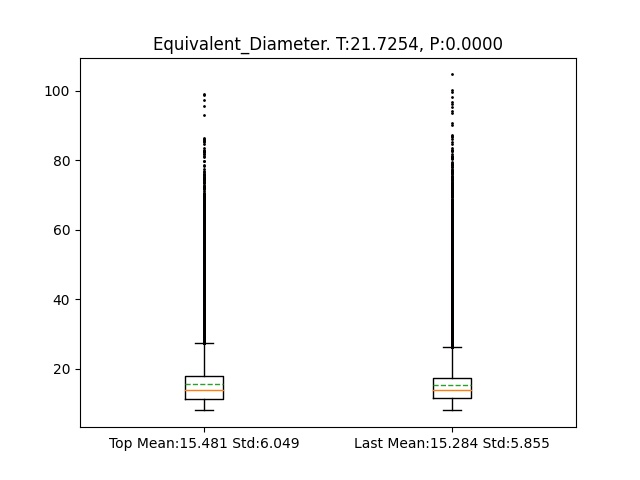 Equivalent_Diameter. T:21.7254, P:0.0000
100
80
60
40
20
Top Mean:15.481 Std:6.049
Last Mean:15.284 Std:5.855